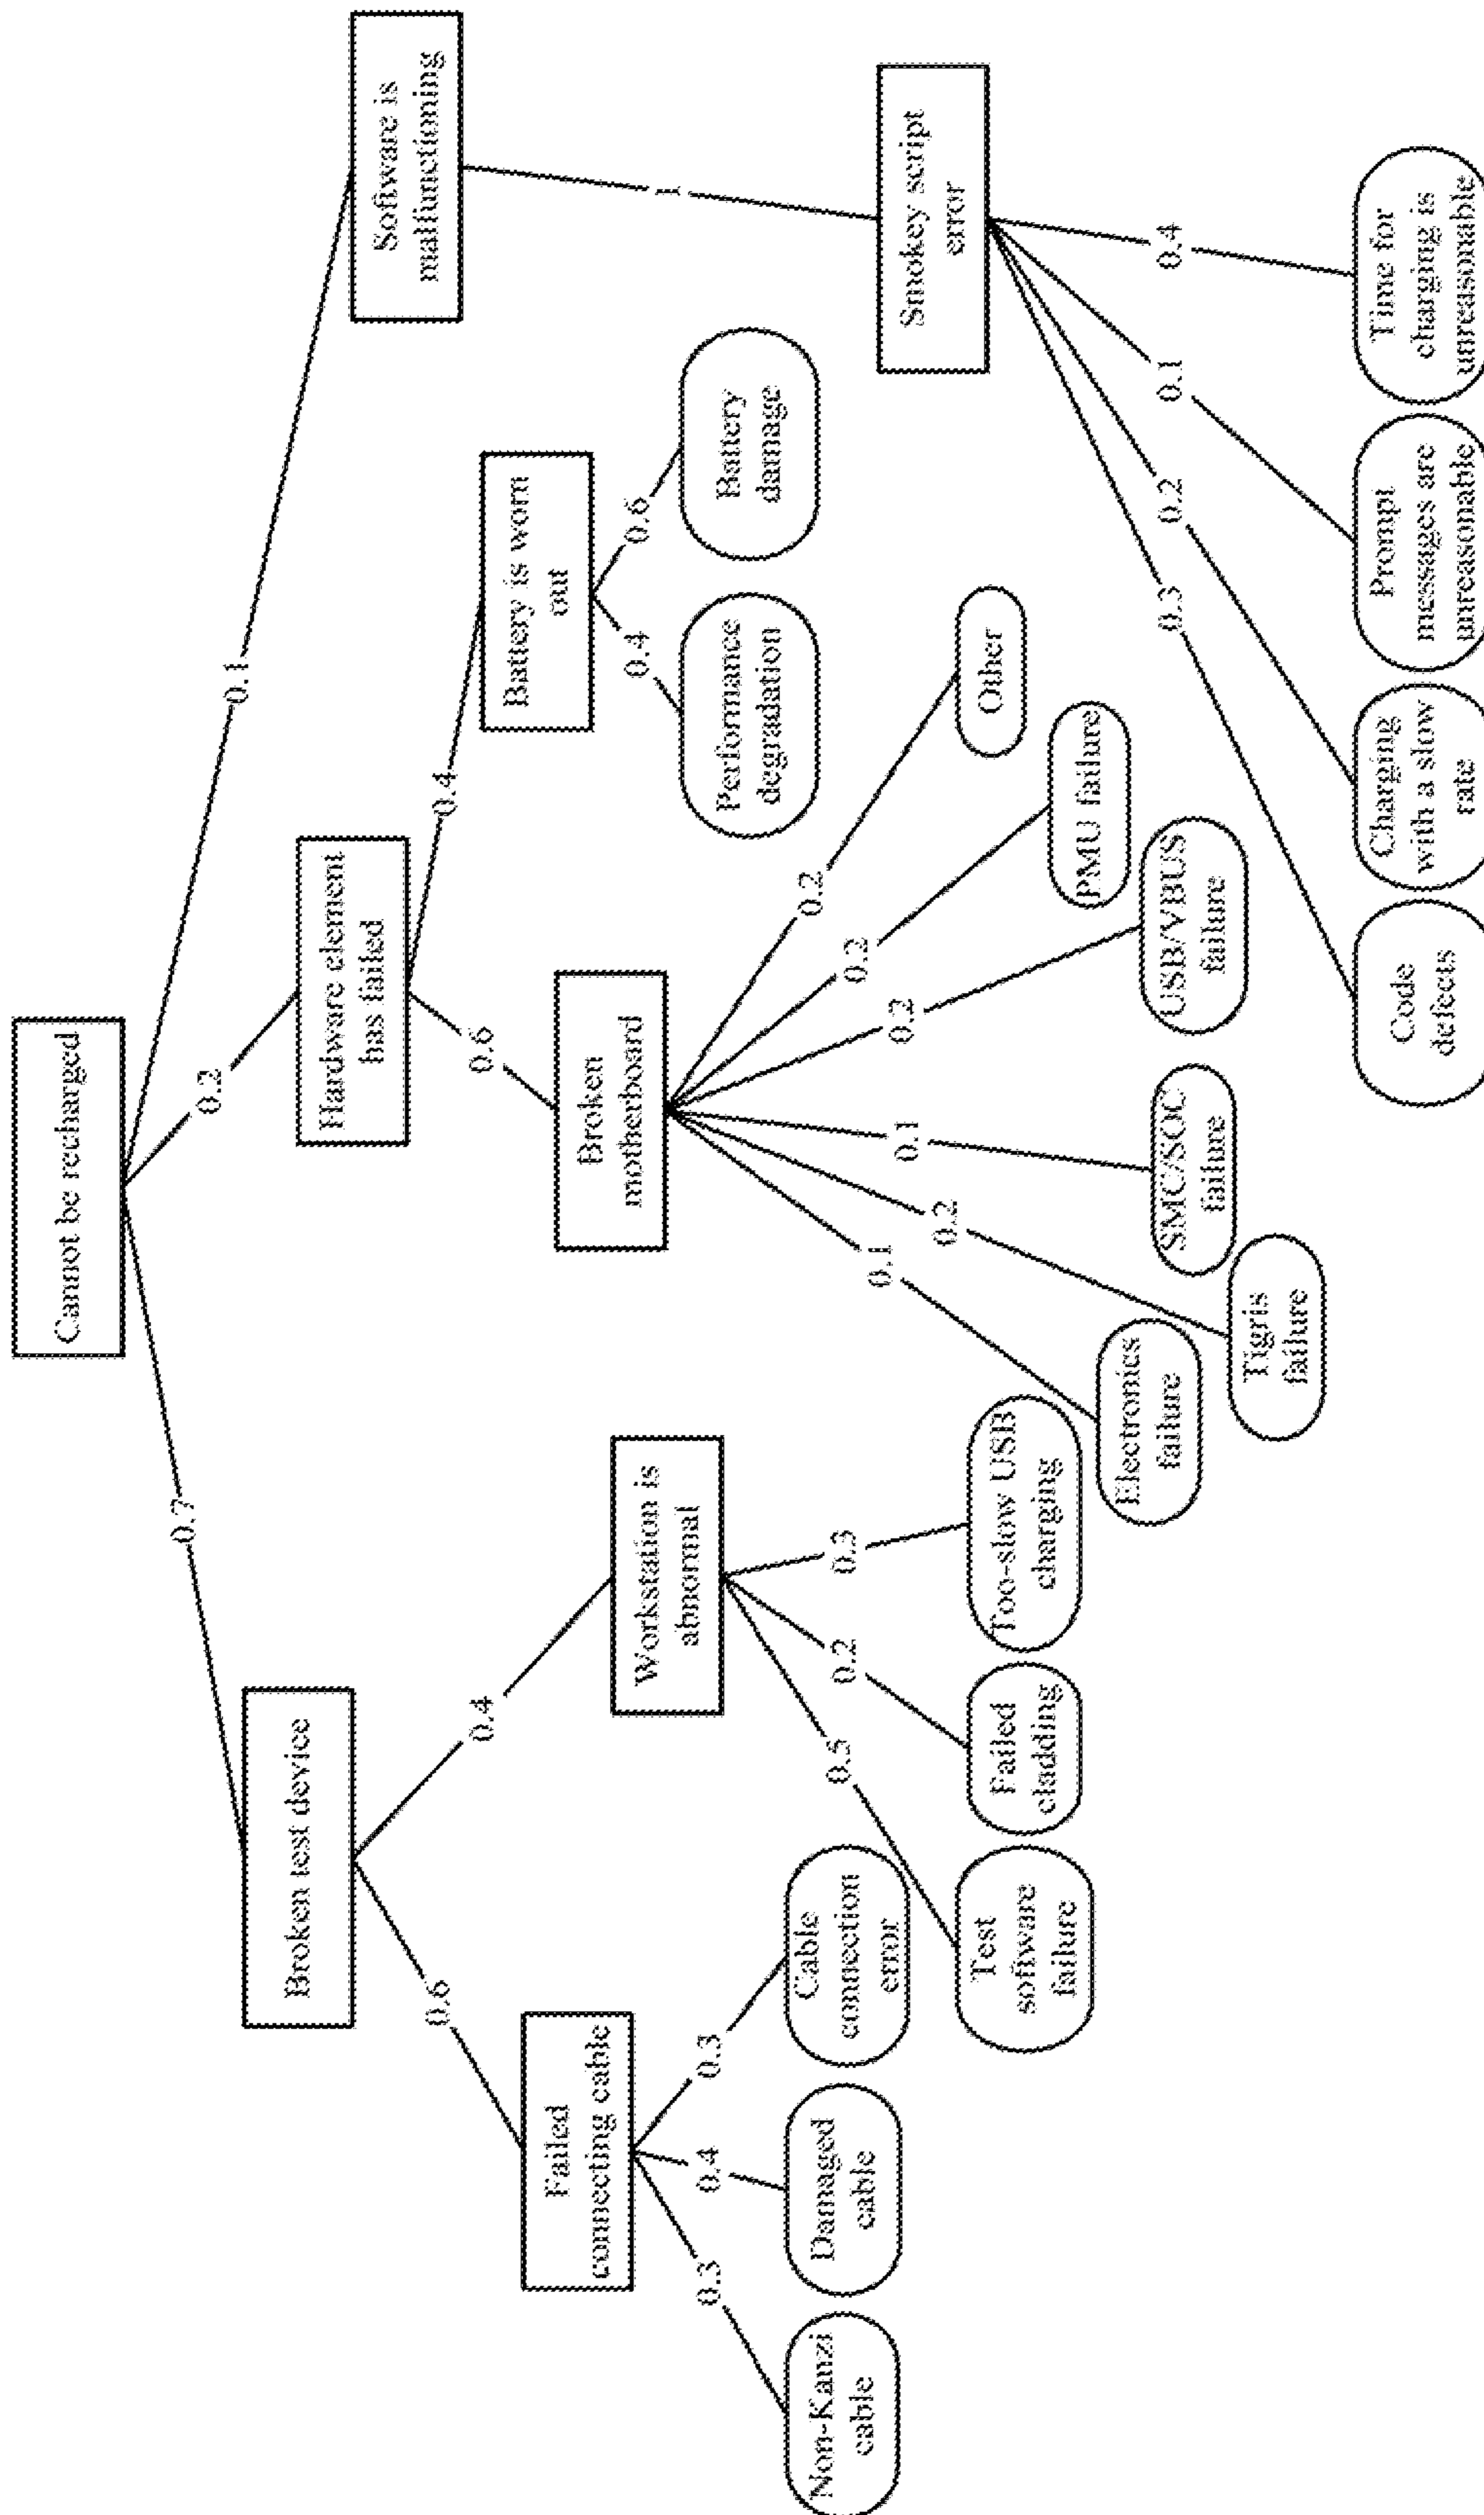 Cannot be recharged
0.7
0.2
0.1
Broken test device
Hardware element
has failed
Software is
malfunctioning
0.6
0.4
0.6
0.4
1
Failed
connecting cable
Workstation is
abnormal
Broken
motherboard
Battery is worn
out
Smokey script
error
0.3
0.4
0.3
0.5
0.2
0.3
0.1
0.2
0.1
0.2
0.2
0.2
0.4
0.6
0.3
0.2
0.1
0.4
Non-Kanzi
cable
Damaged
cable
Cable
connection
error
Test
software
failure
Failed
cladding
Too-slow USB
charging
Electronics
failure
Tigris
failure
SMC/SOC
failure
USB/VBUS
failure
PMU failure
Other
Performance
degradation
Battery
damage
Code
defects
Charging
with a slow
rate
Prompt
messages are
unreasonable
Time for
charging is
unreasonable